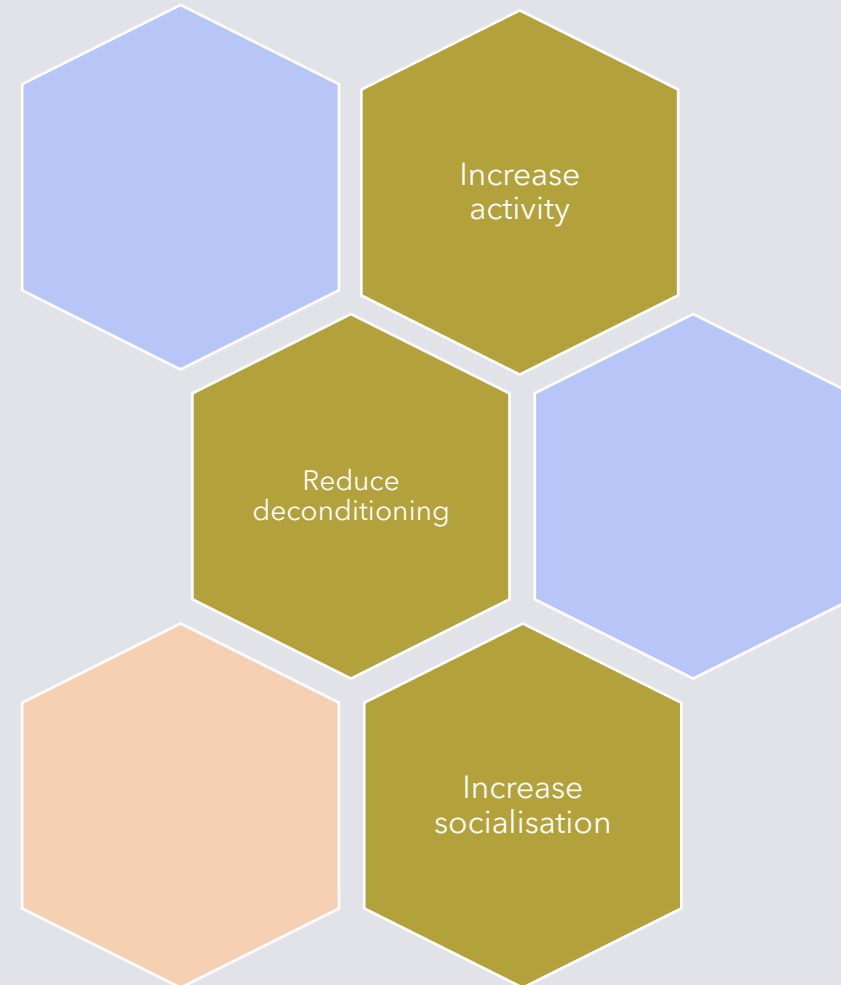 Increase
activity
Reduce
deconditioning
Increase
socialisation